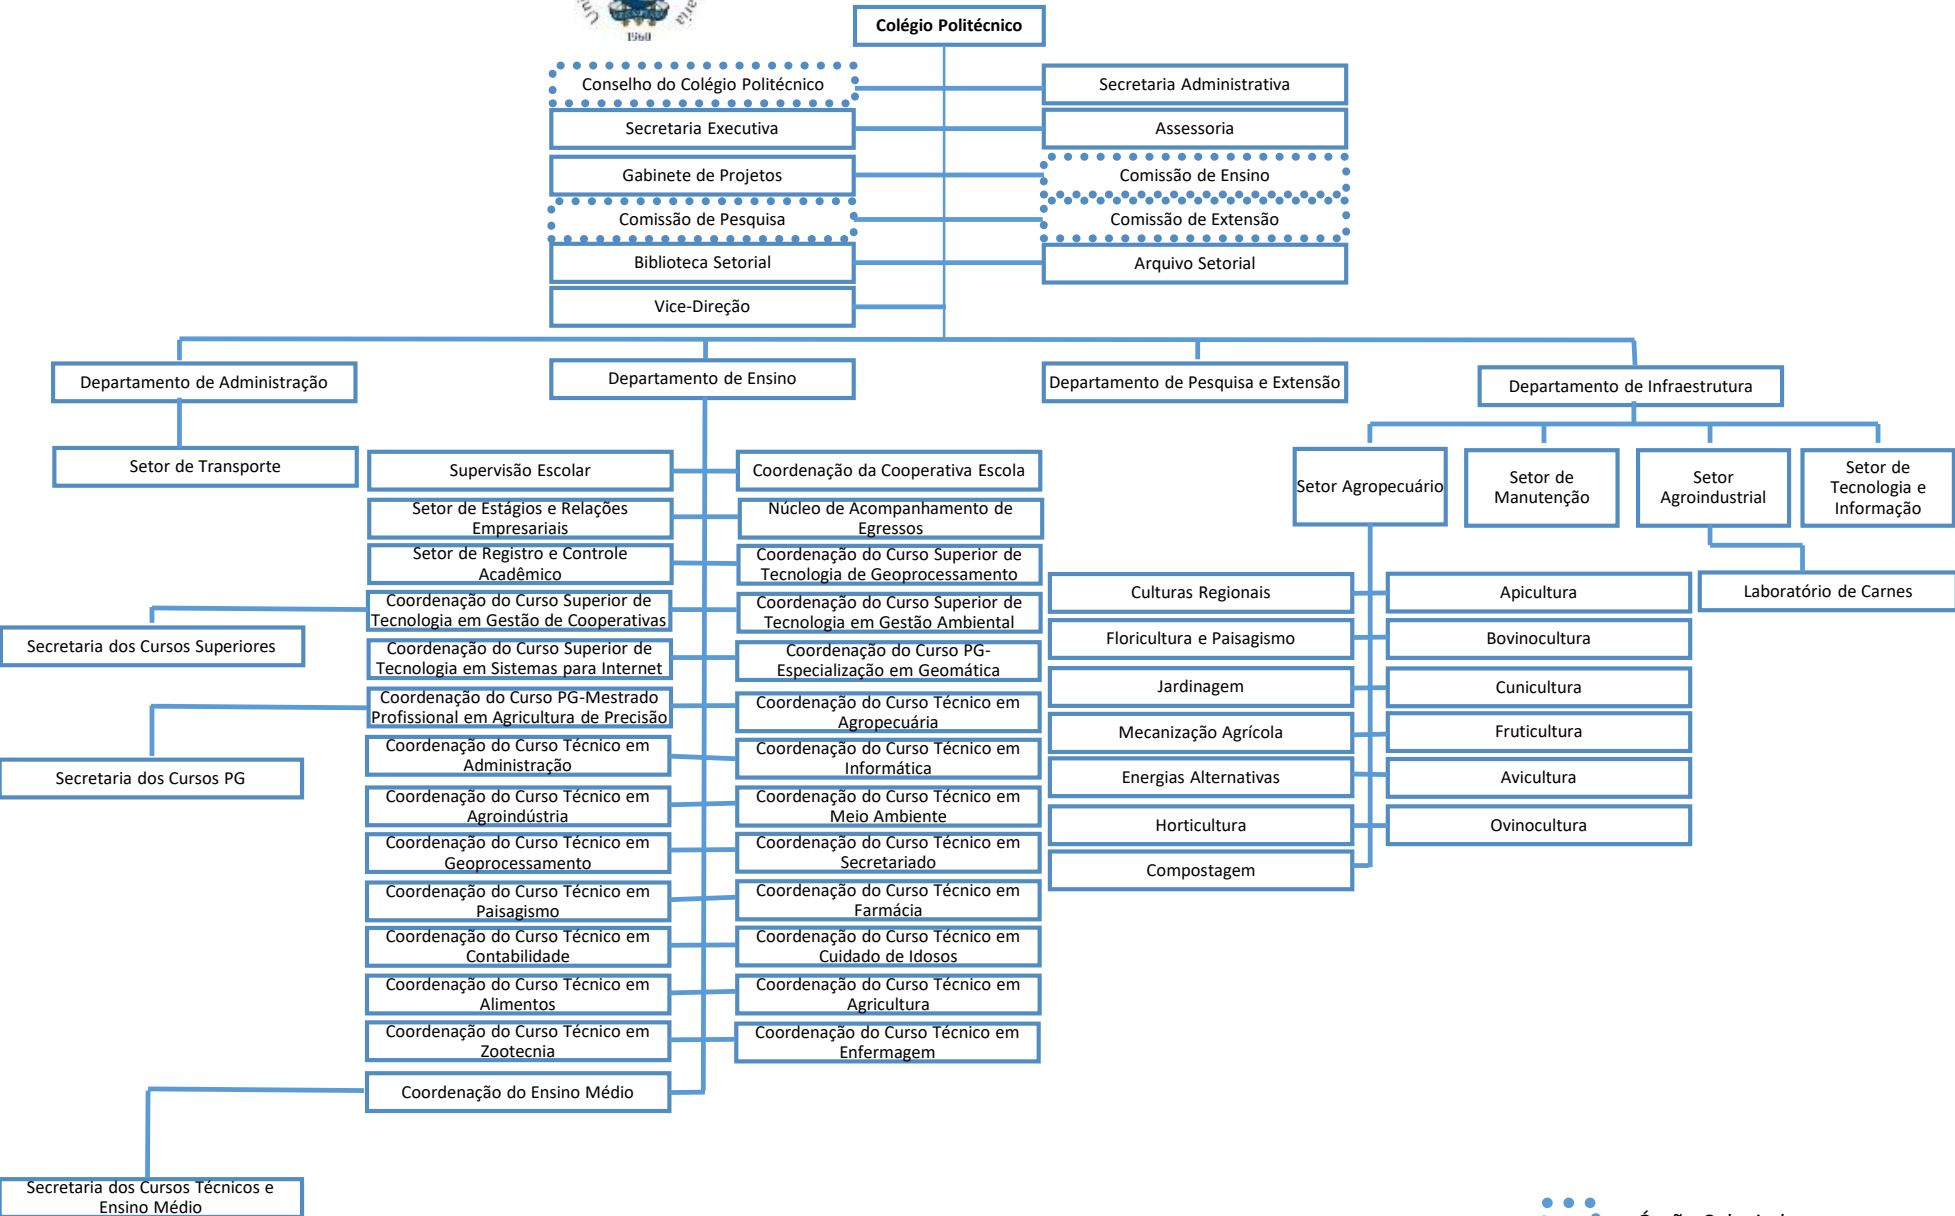 1960
Colégio Politécnico
Conselho do Colégio Politécnico
Secretaria Administrativa
Secretaria Executiva
Assessoria
Gabinete de Projetos
Comissão de Ensino
Comissão de Pesquisa
Comissão de Extensão
Biblioteca Setorial
Arquivo Setorial
Vice-Direção
Departamento de Administração
Departamento de Ensino
Departamento de Pesquisa e Extensão
Departamento de Infraestrutura
Setor de Transporte
Supervisão Escolar
Coordenação da Cooperativa Escola
Setor Agropecuário
Setor de
Manutenção
Setor
Agroindustrial
Setor de
Tecnologia e
Informação
Setor de Estágios e Relações
Empresariais
Núcleo de Acompanhamento de
Egressos
Setor de Registro e Controle
Acadêmico
Coordenação do Curso Superior de
Tecnologia de Geoprocessamento
Coordenação do Curso Superior de
Tecnologia em Gestão de Cooperativas
Coordenação do Curso Superior de
Tecnologia em Gestão Ambiental
Secretaria dos Cursos Superiores
Coordenação do Curso Superior de
Tecnologia em Sistemas para Internet
Coordenação do Curso PG-
Especialização em Geomática
Coordenação do Curso PG-Mestrado
Profissional em Agricultura de Precisão
Coordenação do Curso Técnico em
Agropecuária
Coordenação do Curso Técnico em
Administração
Coordenação do Curso Técnico em
Informática
Secretaria dos Cursos PG
Coordenação do Curso Técnico em
Agroindústria
Coordenação do Curso Técnico em
Meio Ambiente
Coordenação do Curso Técnico em
Geoprocessamento
Coordenação do Curso Técnico em
Secretariado
Coordenação do Curso Técnico em
Paisagismo
Coordenação do Curso Técnico em
Farmácia
Coordenação do Curso Técnico em
Contabilidade
Coordenação do Curso Técnico em
Cuidado de Idosos
Coordenação do Curso Técnico em
Alimentos
Coordenação do Curso Técnico em
Agricultura
Coordenação do Curso Técnico em
Zootecnia
Coordenação do Curso Técnico em
Enfermagem
Coordenação do Ensino Médio
Secretaria dos Cursos Técnicos e
Ensino Médio
Culturas Regionais
Apicultura
Laboratório de Carnes
Floricultura e Paisagismo
Bovinocultura
Jardinagem
Cunicultura
Mecanização Agrícola
Fruticultura
Energias Alternativas
Avicultura
Horticultura
Ovinocultura
Compostagem